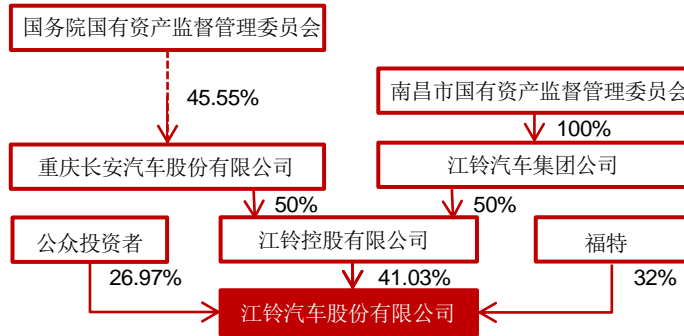 国务院国有资产监督管理委员会
45.55%
南昌市国有资产监督管理委员会
100%
重庆长安汽车股份有限公司
江铃汽车集团公司
50%
50%
公众投资者
江铃控股有限公司
福特
26.97%
41.03%
32%
江铃汽车股份有限公司